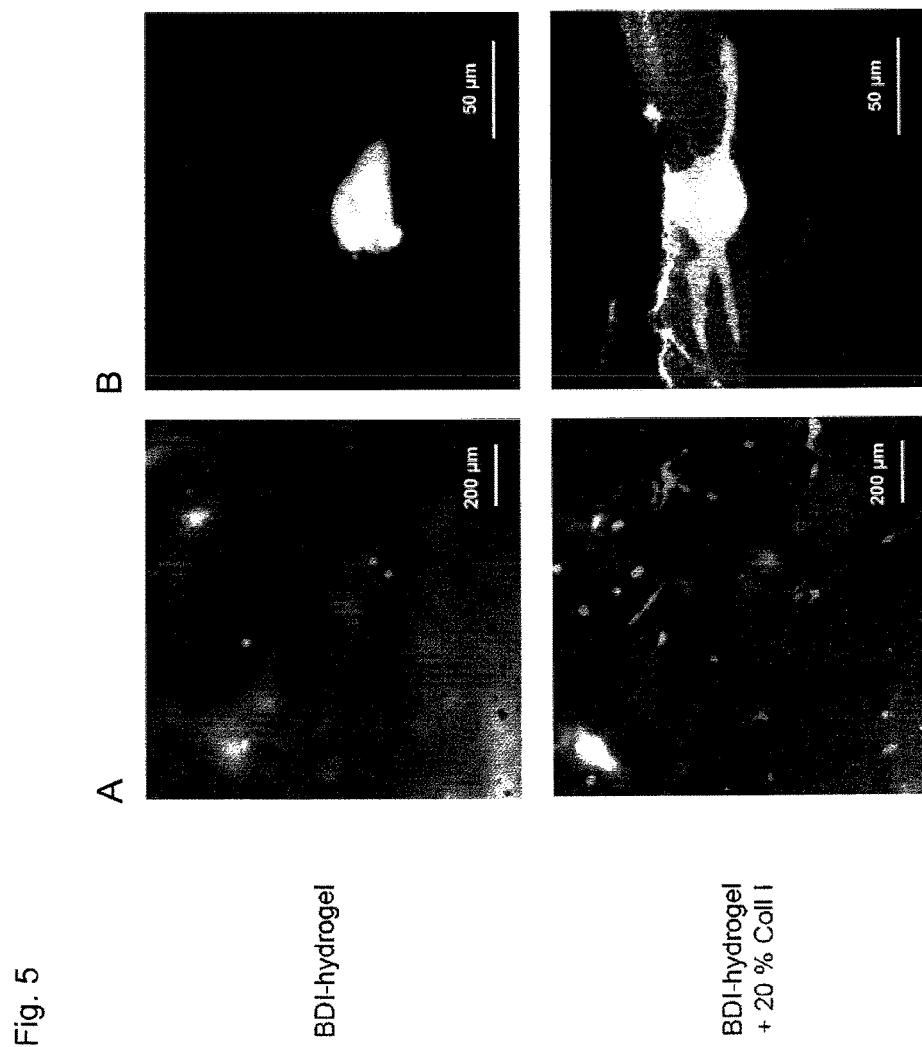 Fig. 5
A
B
BDI-hydrogel
200 µm
50 µm
BDI-hydrogel
+ 20 % Coll I
200 µm
50 µm